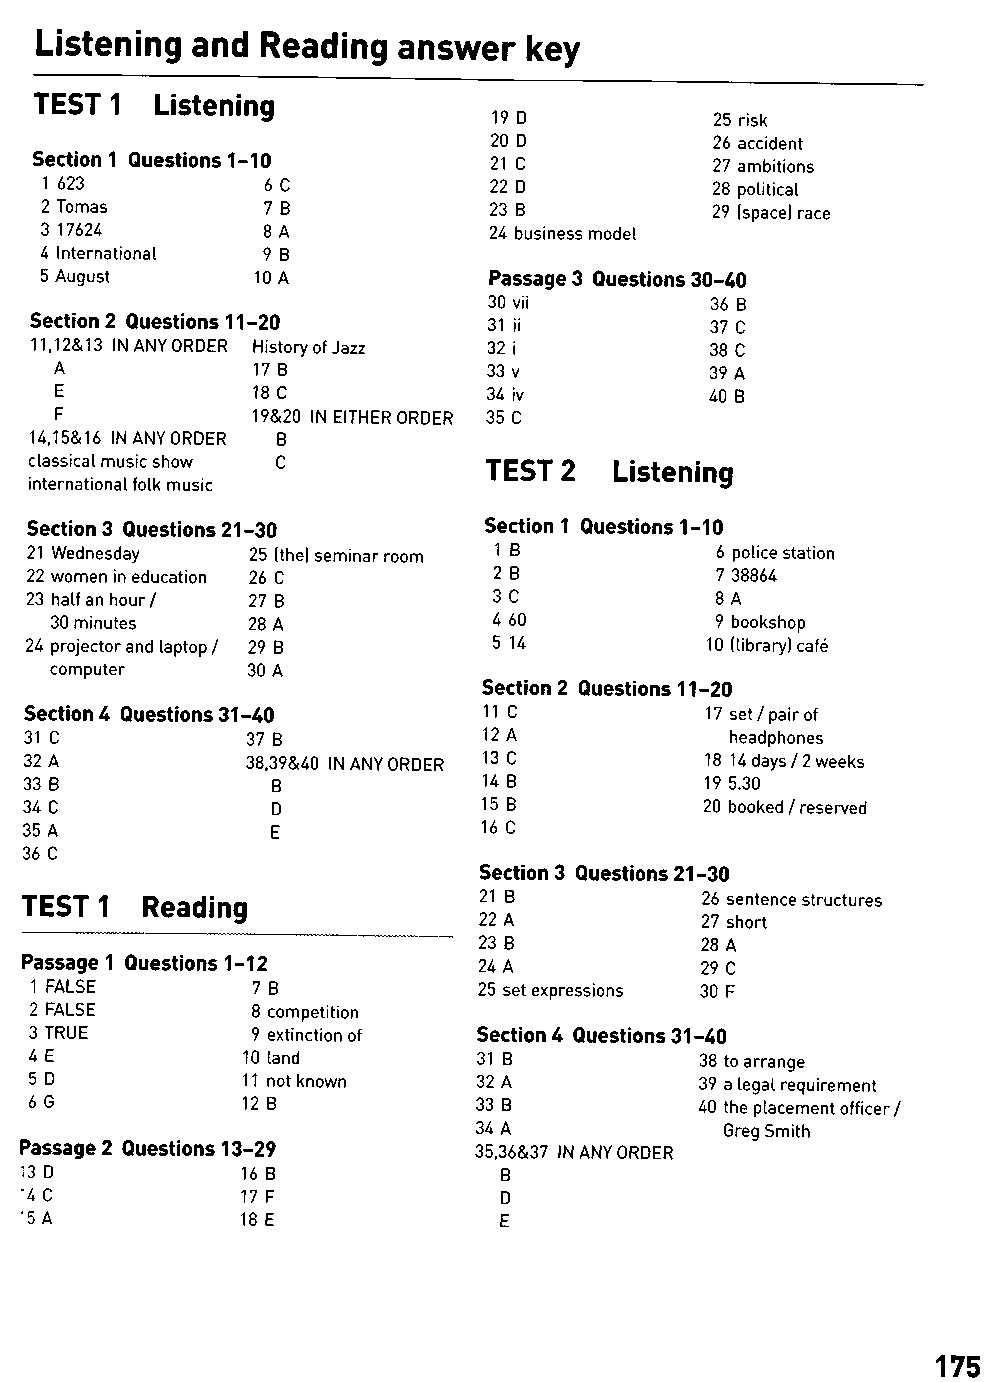 Listening and Reading answer key
TEST 1 Listening
Section 1 Questions 1–10
1 623
2 Tomas
3 17624
4 International
5 August
6 C
7 B
8 A
9 B
10 A
Section 2 Questions 11–20
11,12&13 IN ANY ORDER
A
E
F
14,15&16 IN ANY ORDER
classical music show
international folk music
History of Jazz
17 B
18 C
19&20 IN EITHER ORDER
B
C
Section 3 Questions 21–30
21 Wednesday
22 women in education
23 half an hour /
30 minutes
24 projector and laptop /
computer
25 (the) seminar room
26 C
27 B
28 A
29 B
30 A
Section 4 Questions 31–40
31 C
32 A
33 B
34 C
35 A
36 C
37 B
38,39&40 IN ANY ORDER
B
D
E
TEST 1 Reading
Passage 1 Questions 1–12
1 FALSE
2 FALSE
3 TRUE
4 E
5 D
6 G
7 B
8 competition
9 extinction of
10 land
11 not known
12 B
Passage 2 Questions 13–29
13 D
14 C
15 A
16 B
17 F
18 E
19 D
20 D
21 C
22 D
23 B
24 business model
25 risk
26 accident
27 ambitions
28 political
29 (space) race
Passage 3 Questions 30–40
30 vii
31 ii
32 i
33 v
34 iv
35 C
36 B
37 C
38 C
39 A
40 B
TEST 2 Listening
Section 1 Questions 1–10
1 B
2 B
3 C
4 60
5 14
6 police station
7 38864
8 A
9 bookshop
10 (library) café
Section 2 Questions 11–20
11 C
12 A
13 C
14 B
15 B
16 C
17 set / pair of
headphones
18 14 days / 2 weeks
19 5.30
20 booked / reserved
Section 3 Questions 21–30
21 B
22 A
23 B
24 A
25 set expressions
26 sentence structures
27 short
28 A
29 C
30 F
Section 4 Questions 31–40
31 B
32 A
33 B
34 A
35,36&37 IN ANY ORDER
B
D
E
38 to arrange
39 a legal requirement
40 the placement officer /
Greg Smith
175